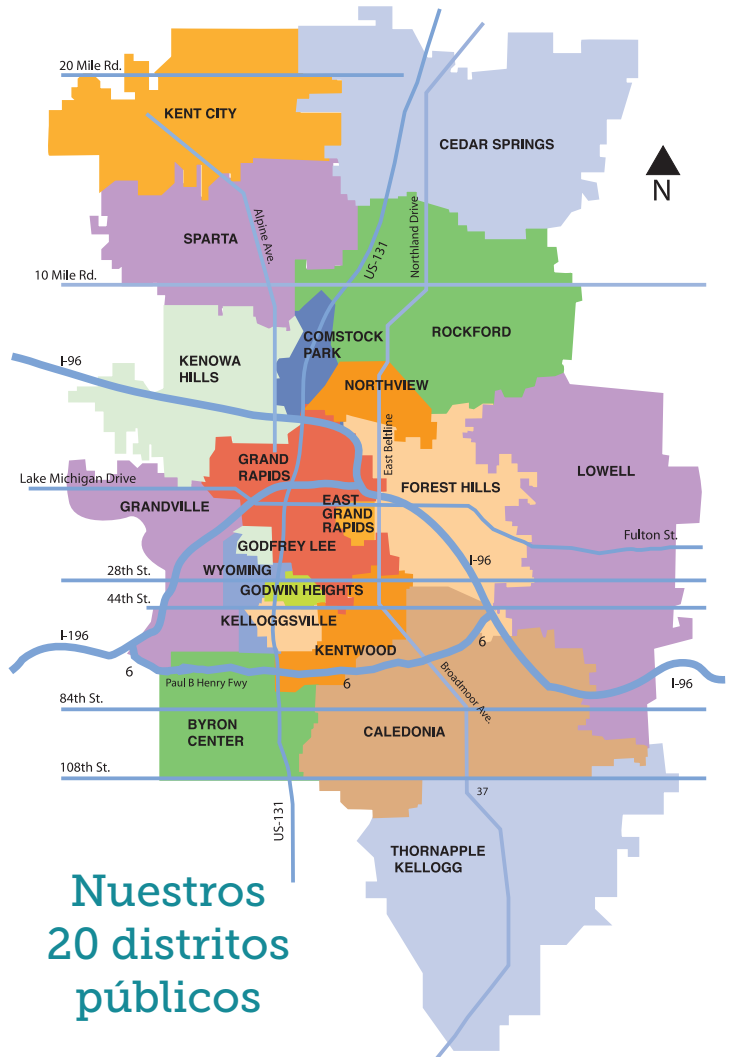 20 Mile Rd.
KENT CITY
CEDAR SPRINGS
N
SPARTA
Alpine Ave.
US-131
Northland Drive
10 Mile Rd.
ROCKFORD
COMSTOCK
PARK
I-96
KENOWA
HILLS
NORTHVIEW
East Beltline
GRAND
RAPIDS
LOWELL
Lake Michigan Drive
FOREST HILLS
GRANDVILLE
EAST
GRAND
RAPIDS
Fulton St.
GODFREY LEE
I-96
WYOMING
28th St.
GODWIN HEIGHTS
44th St.
KELLOGGSVILLE
I-196
6
KENTWOOD
6
Paul B Henry Fwy
6
Broadmoor Ave.
I-96
84th St.
BYRON
CENTER
CALEDONIA
108th St.
37
US-131
THORNAPPLE
KELLOGG
Nuestros
20 distritos
públicos